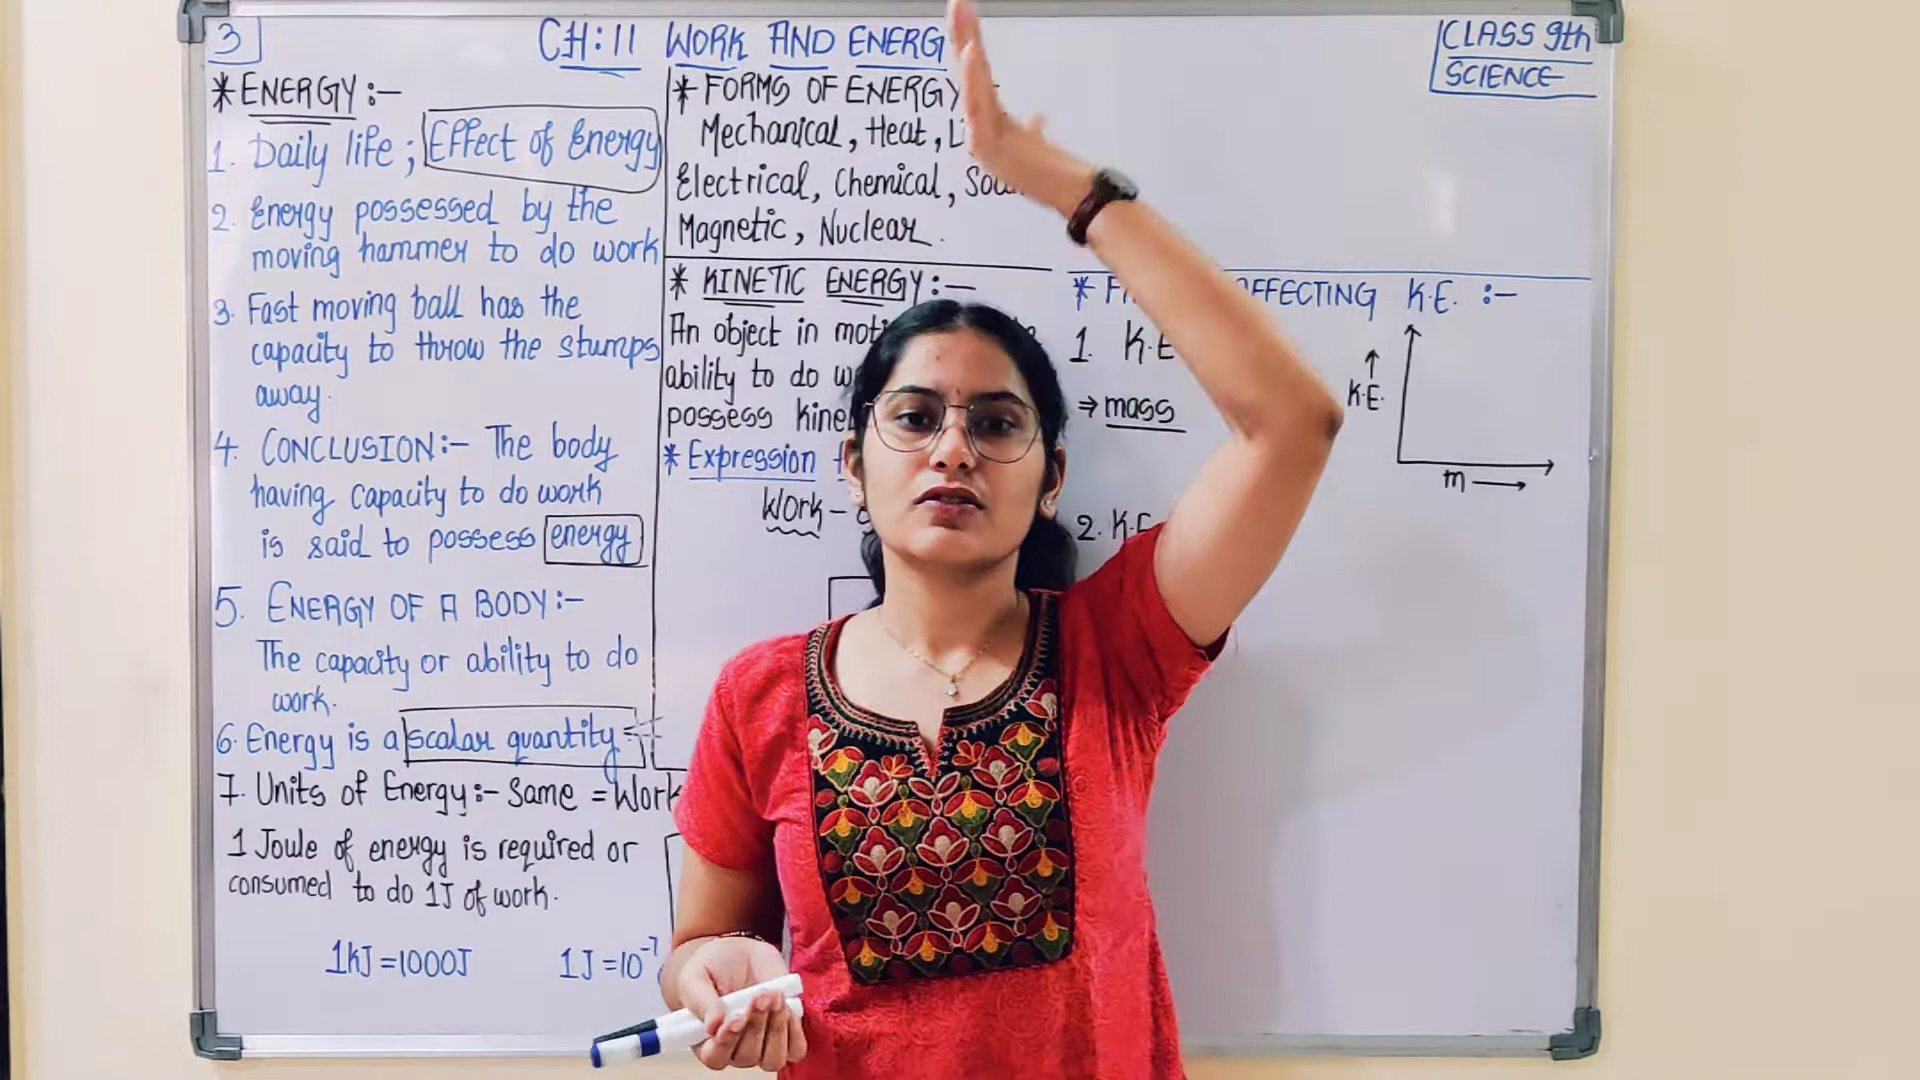 3
CH:11 WORK AND ENERG
CLASS 9th
SCIENCE
* ENERGY :-
1. Daily life ; Effect of Energy
2. Energy possessed by the
moving hammer to do work
3. Fast moving ball has the
capacity to throw the stumps
away.
4. CONCLUSION:- The body
having capacity to do work
is said to possess energy
5. ENERGY OF A BODY:-
The capacity or ability to do
work.
6. Energy is a scalar quantity
7. Units of Energy:- Same = Work
1 Joule of energy is required or
consumed to do 1J of work.
1kJ = 1000J 1J = 10⁻⁷
* FORMS OF ENERGY
Mechanical, Heat,
Electrical, Chemical,
Magnetic, Nuclear.
* KINETIC ENERGY :-
An object in
ability to do
possess
* Expression
Work -
* AFFECTING K.E. :-
1. K.E
⇒ mass
K.E.
m
2. K.E